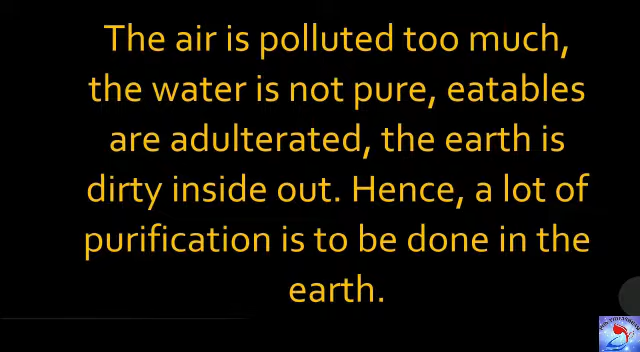 The air is polluted too much,
the water is not pure, eatables
are adulterated, the earth is
dirty inside out. Hence, a lot of
purification is to be done in the
earth.